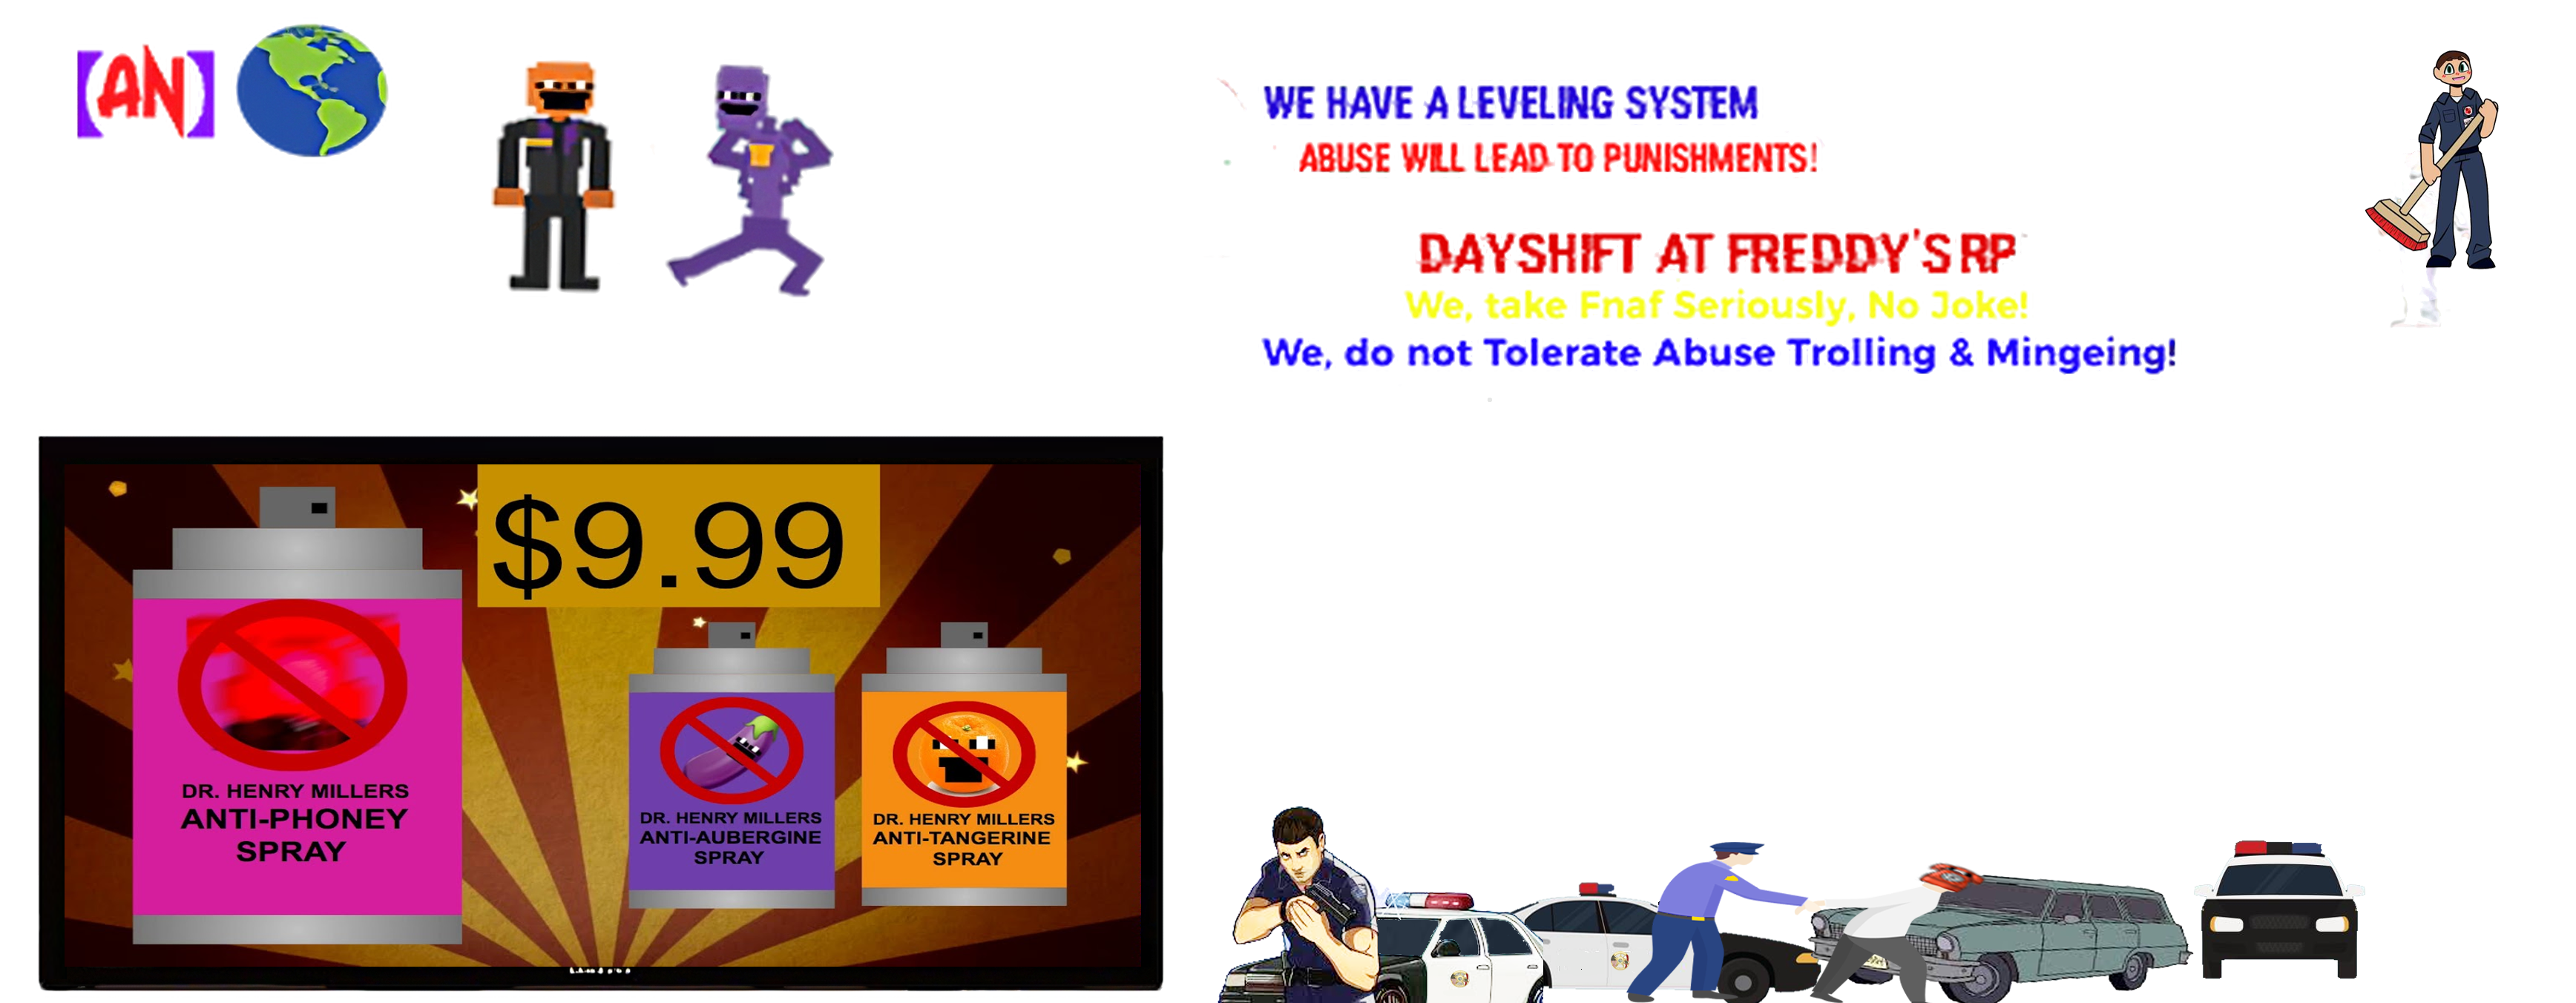 (AN)
WE HAVE A LEVELING SYSTEM
ABUSE WILL LEAD TO PUNISHMENTS!
DAYSHIFT AT FREDDY'S RP
We, take Fnaf Seriously, No Joke!
We, do not Tolerate Abuse Trolling & Mingeing!
$9.99
DR. HENRY MILLERS
ANTI-PHONEY
SPRAY
DR. HENRY MILLERS
ANTI-AUBERGINE
SPRAY
DR. HENRY MILLERS
ANTI-TANGERINE
SPRAY